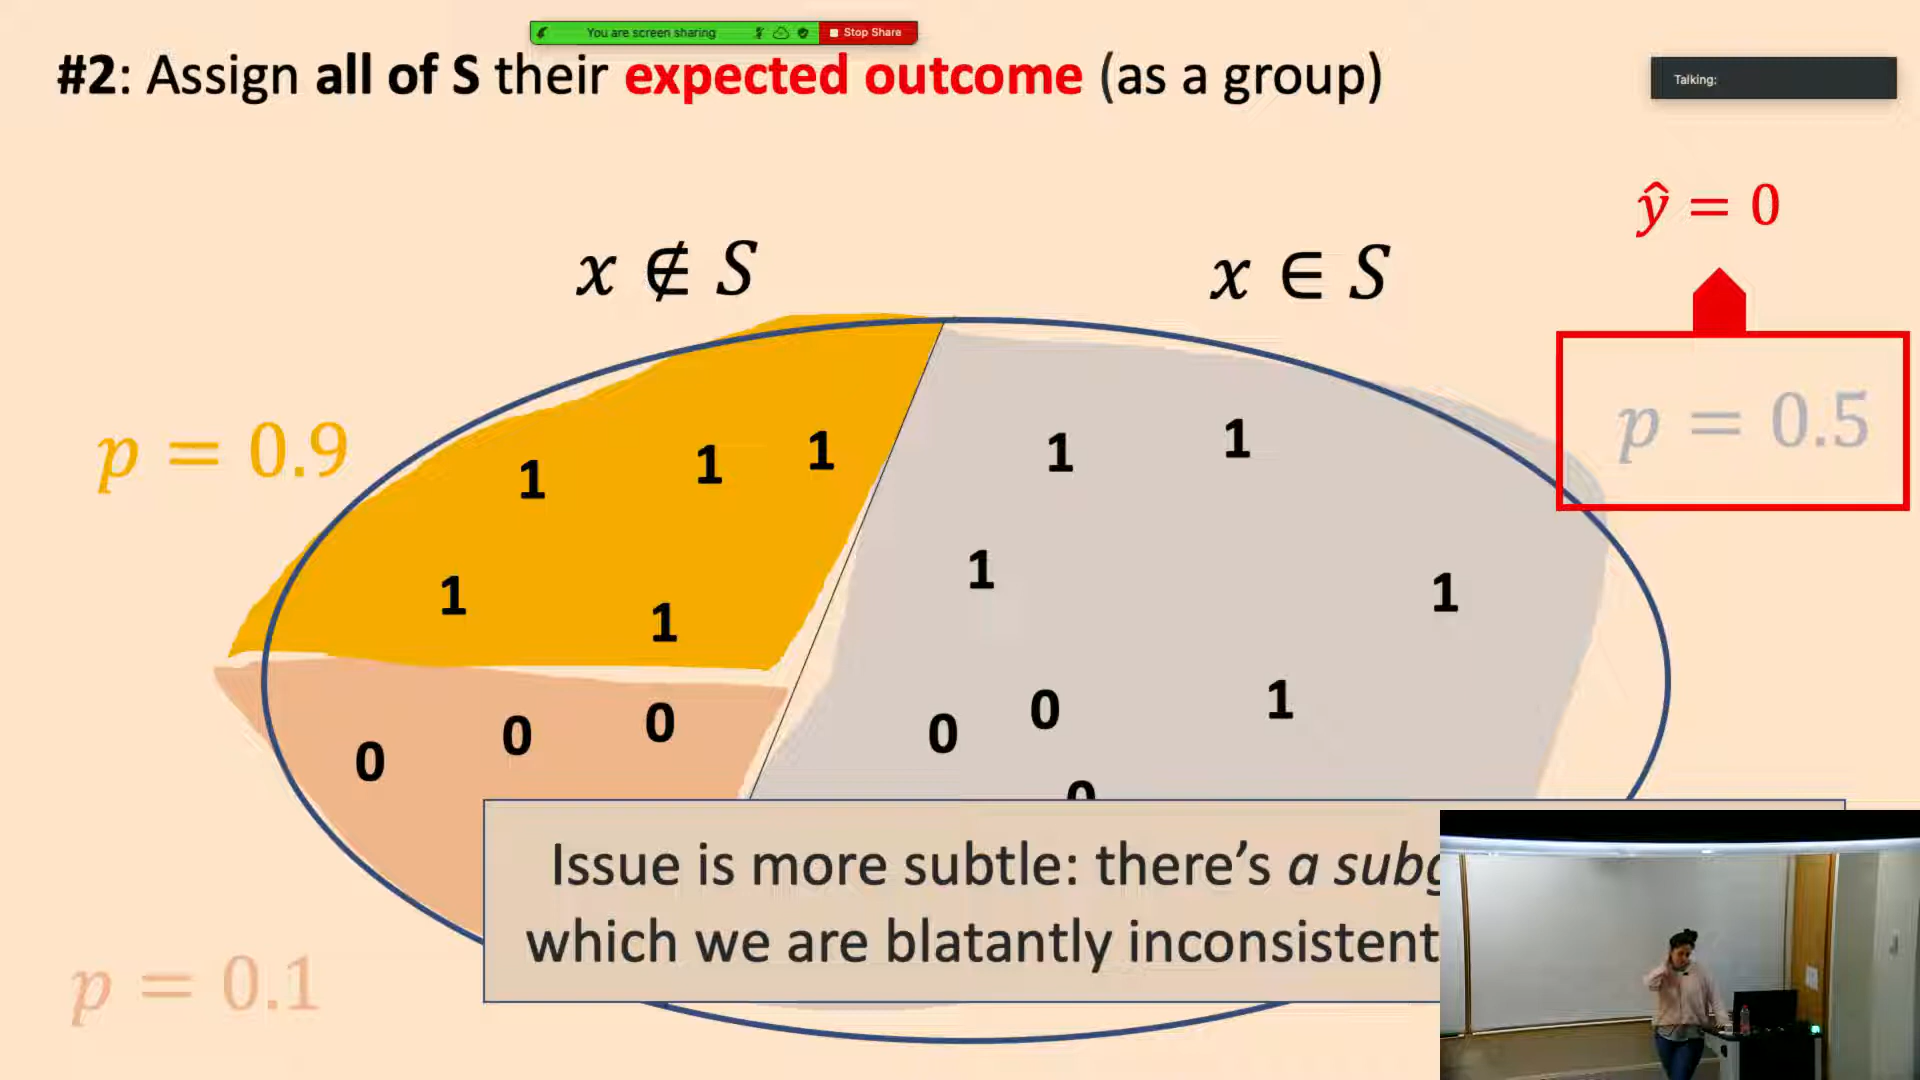 You are screen sharing
Stop Share
#2: Assign all of S their expected outcome (as a group)
Talking:
ŷ = 0
x ∉ S
x ∈ S
p = 0.9
p = 0.5
1 1 1 1 1
1 1
1 1
1 0 0 1
0 0 0
0
Issue is more subtle: there's a
which we are blatantly inconsistent
p = 0.1